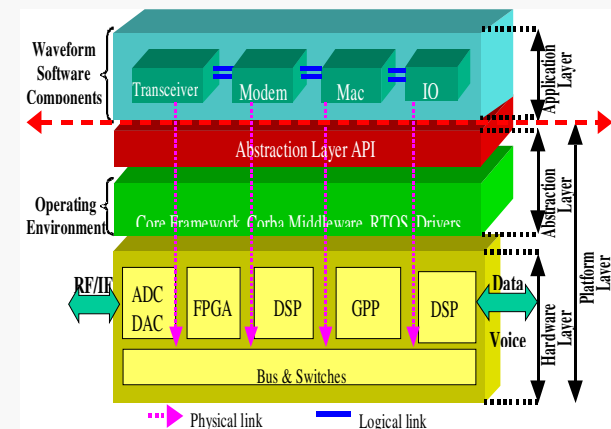 Waveform
Software
Components
Transceiver
Modem
Mac
IO
Application
Layer
Abstraction Layer API
Abstraction
Layer
Operating
Environment
Core Framework, Corba Middleware, RTOS, Drivers
Platform
Layer
RF/IF
ADC
DAC
FPGA
DSP
GPP
DSP
Data
Voice
Hardware
Layer
Bus & Switches
Physical link
Logical link